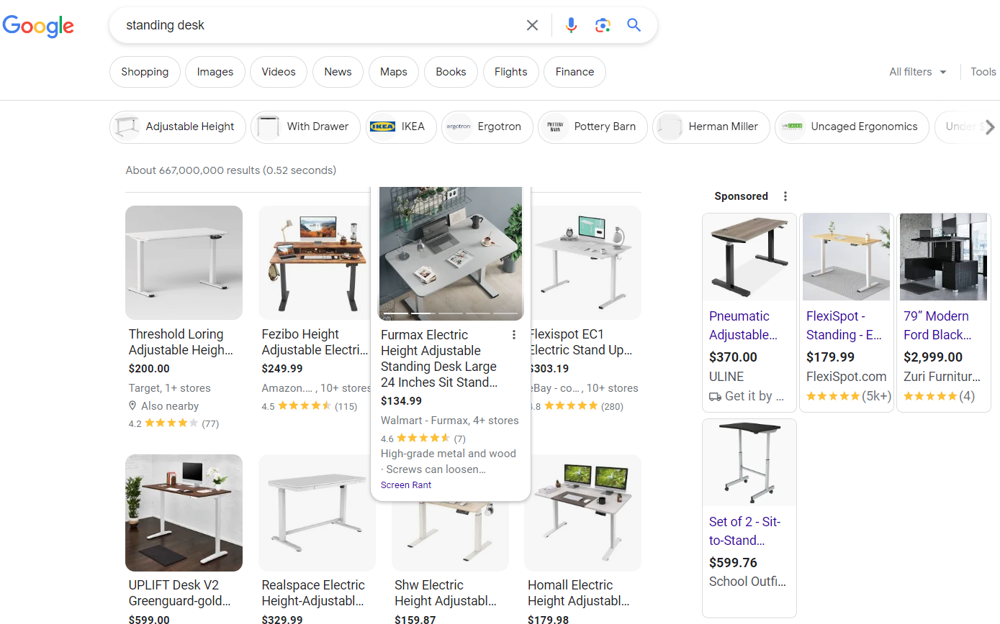 Google
standing desk
Shopping
Images
Videos
News
Maps
Books
Flights
Finance
All filters
Tools
Adjustable Height
With Drawer
IKEA IKEA
ergotron Ergotron
POTTERY BARN Pottery Barn
Herman Miller
UNCAGED Uncaged Ergonomics
Under $
About 667,000,000 results (0.52 seconds)
Threshold Loring
Adjustable Heigh...
$200.00
Target, 1+ stores
Also nearby
4.2 (77)
Fezibo Height
Adjustable Electri...
$249.99
Amazon.... , 10+ stores
4.5 (115)
Furmax Electric
Height Adjustable
Standing Desk Large
24 Inches Sit Stand...
$134.99
Walmart - Furmax, 4+ stores
4.6 (7)
High-grade metal and wood
· Screws can loosen...
Screen Rant
Flexispot EC1
Electric Stand Up...
$303.19
eBay - co... , 10+ stores
.8 (280)
UPLIFT Desk V2
Greenguard-gold...
$599.00
Realspace Electric
Height-Adjustabl...
$329.99
Shw Electric
Height Adjustabl...
$159.87
Homall Electric
Height Adjustabl...
$179.98
Sponsored
Pneumatic
Adjustable...
$370.00
ULINE
Get it by ...
FlexiSpot -
Standing - E...
$179.99
FlexiSpot.com
(5k+)
79” Modern
Ford Black...
$2,999.00
Zuri Furnitur...
(4)
Set of 2 - Sit-
to-Stand...
$599.76
School Outfi...